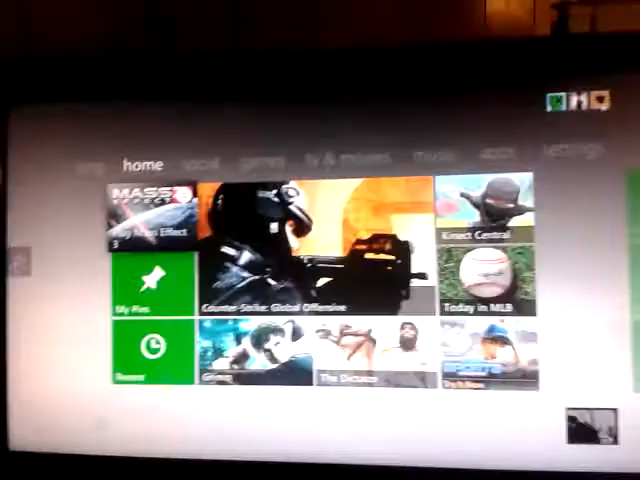 home social games tv & movies music apps settings
MASS
EFFECT 3
Play Mass Effect
3
Kinect Central
My Pins
Counter-Strike: Global Offensive
Today in MLB
Recent
The Dictator